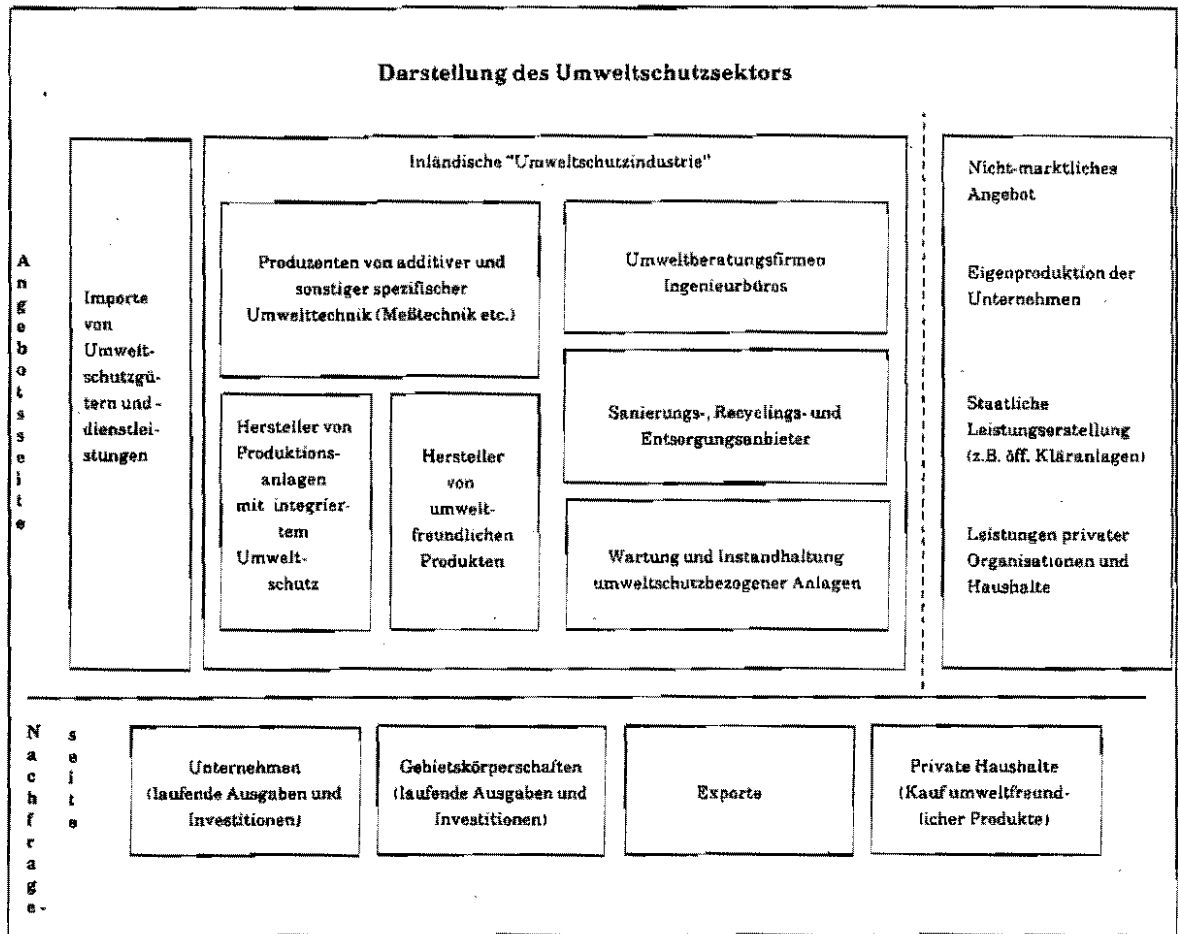 Darstellung des Umweltschutzsektors
Angebotsseite
Importe
von
Umwelt-
schutzgü-
tern und -
dienstlei-
stungen
Inländische "Umweltschutzindustrie"
Produzenten von additiver und
sonstiger spezifischer
Umwelttechnik (Meßtechnik etc.)
Hersteller von
Produktions-
anlagen
mit integrier-
tem
Umwelt-
schutz
Hersteller
von
umwelt-
freundlichen
Produkten
Umweltberatungsfirmen
Ingenieurbüros
Sanierungs-, Recyclings- und
Entsorgungsanbieter
Wartung und Instandhaltung
umweltschutzbezogener Anlagen
Nicht-marktliches
Angebot
Eigenproduktion der
Unternehmen
Staatliche
Leistungserstellung
(z.B. öff. Kläranlagen)
Leistungen privater
Organisationen und
Haushalte
Nachfrage-
seite
Unternehmen
(laufende Ausgaben und
Investitionen)
Gebietskörperschaften
(laufende Ausgaben und
Investitionen)
Exporte
Private Haushalte
(Kauf umweltfreund-
licher Produkte)